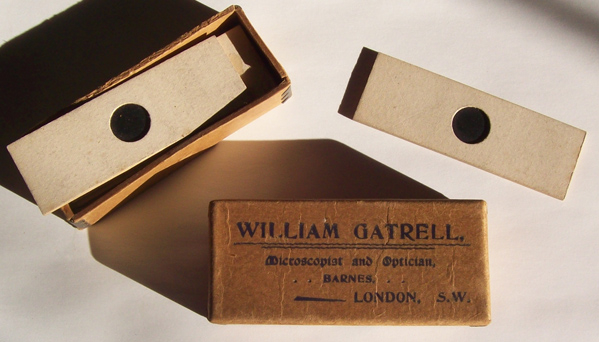 WILLIAM GATRELL,
Microscopist and Optician,
. . BARNES. . .
LONDON, S.W.